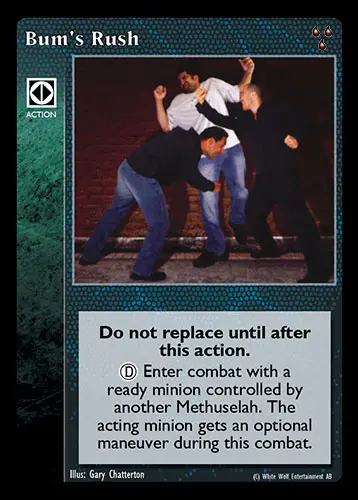 Bum's Rush
ACTION
Do not replace until after
this action.
Ⓓ Enter combat with a
ready minion controlled by
another Methuselah. The
acting minion gets an optional
maneuver during this combat.
Illus: Gary Chatterton
(C) White Wolf Entertainment AB